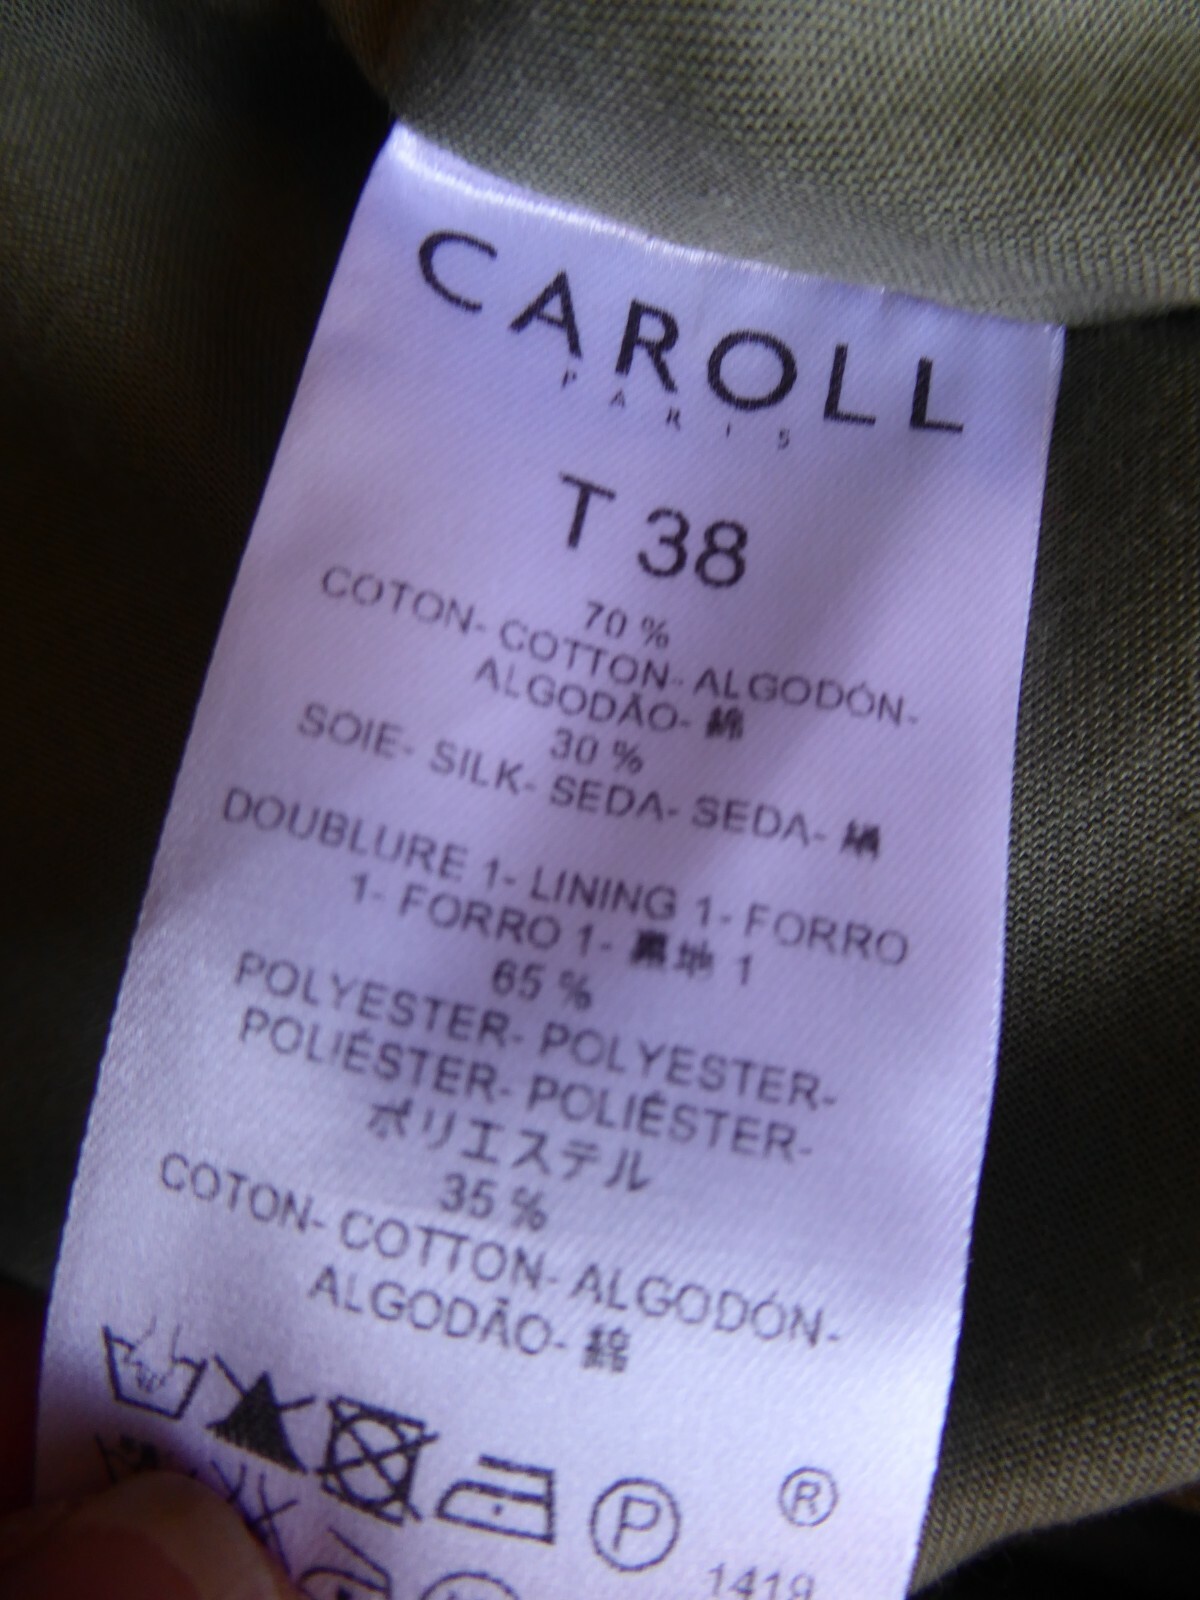 CAROLL
PARIS
T 38
70 %
COTON- COTTON- ALGODÓN-
ALGODÃO- 綿
30 %
SOIE- SILK- SEDA- SEDA- 絹
DOUBLURE 1- LINING 1- FORRO
1- FORRO 1- 裏地 1
65 %
POLYESTER- POLYESTER-
POLIÉSTER- POLIÉSTER-
ポリエステル
35 %
COTON- COTTON- ALGODÓN-
ALGODÃO- 綿
P ®
1419